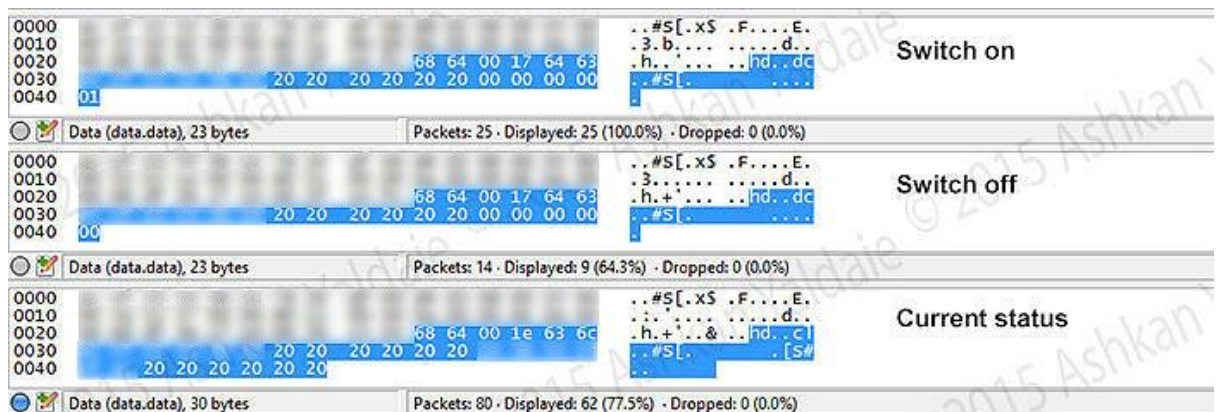 0000 ..#S[.x$ .F....E.
0010 .3.b.... ......d..
0020 68 64 00 17 64 63 .h..'... ..hd..dc
0030 20 20 20 20 20 20 00 00 00 00 ..#S[. ....
0040 01 .
Switch on
Data (data.data), 23 bytes Packets: 25 · Displayed: 25 (100.0%) · Dropped: 0 (0.0%)
0000 ..#S[.x$ .F....E.
0010 .3...... ......d..
0020 68 64 00 17 64 63 .h.+'... ..hd..dc
0030 20 20 20 20 20 20 00 00 00 00 ..#S[. ....
0040 00 .
Switch off
Data (data.data), 23 bytes Packets: 14 · Displayed: 9 (64.3%) · Dropped: 0 (0.0%)
0000 ..#S[.x$ .F....E.
0010 .:.'.... ......d..
0020 68 64 00 1e 63 6c .h.+'..& ..hd..cl
0030 20 20 20 20 20 20 ..#S[. .[S#
0040 20 20 20 20 20 20 ..
Current status
Data (data.data), 30 bytes Packets: 80 · Displayed: 62 (77.5%) · Dropped: 0 (0.0%)
© 2015 Ashkan Yaldaie